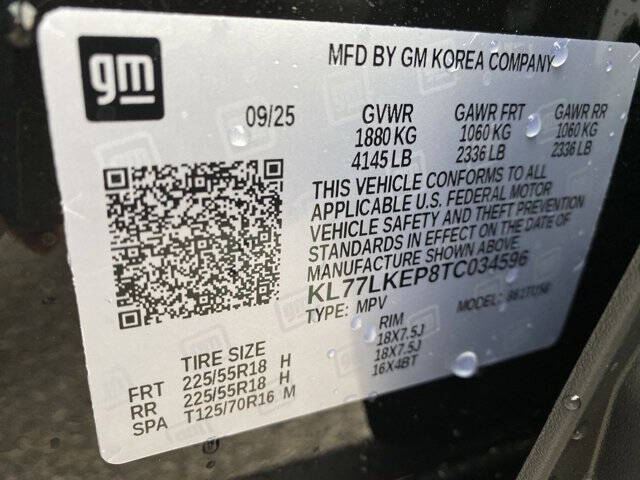 gm
MFD BY GM KOREA COMPANY
09/25 GVWR GAWR FRT GAWR RR
1880 KG 1060 KG 1060 KG
4145 LB 2336 LB 2336 LB
THIS VEHICLE CONFORMS TO ALL
APPLICABLE U.S. FEDERAL MOTOR
VEHICLE SAFETY AND THEFT PREVENTION
STANDARDS IN EFFECT ON THE DATE OF
MANUFACTURE SHOWN ABOVE.
KL77LKEP8TC034596
TYPE: MPV MODEL:
TIRE SIZE RIM
FRT 225/55R18 H 18X7.5J
RR 225/55R18 H 18X7.5J
SPA T125/70R16 M 16X4BT